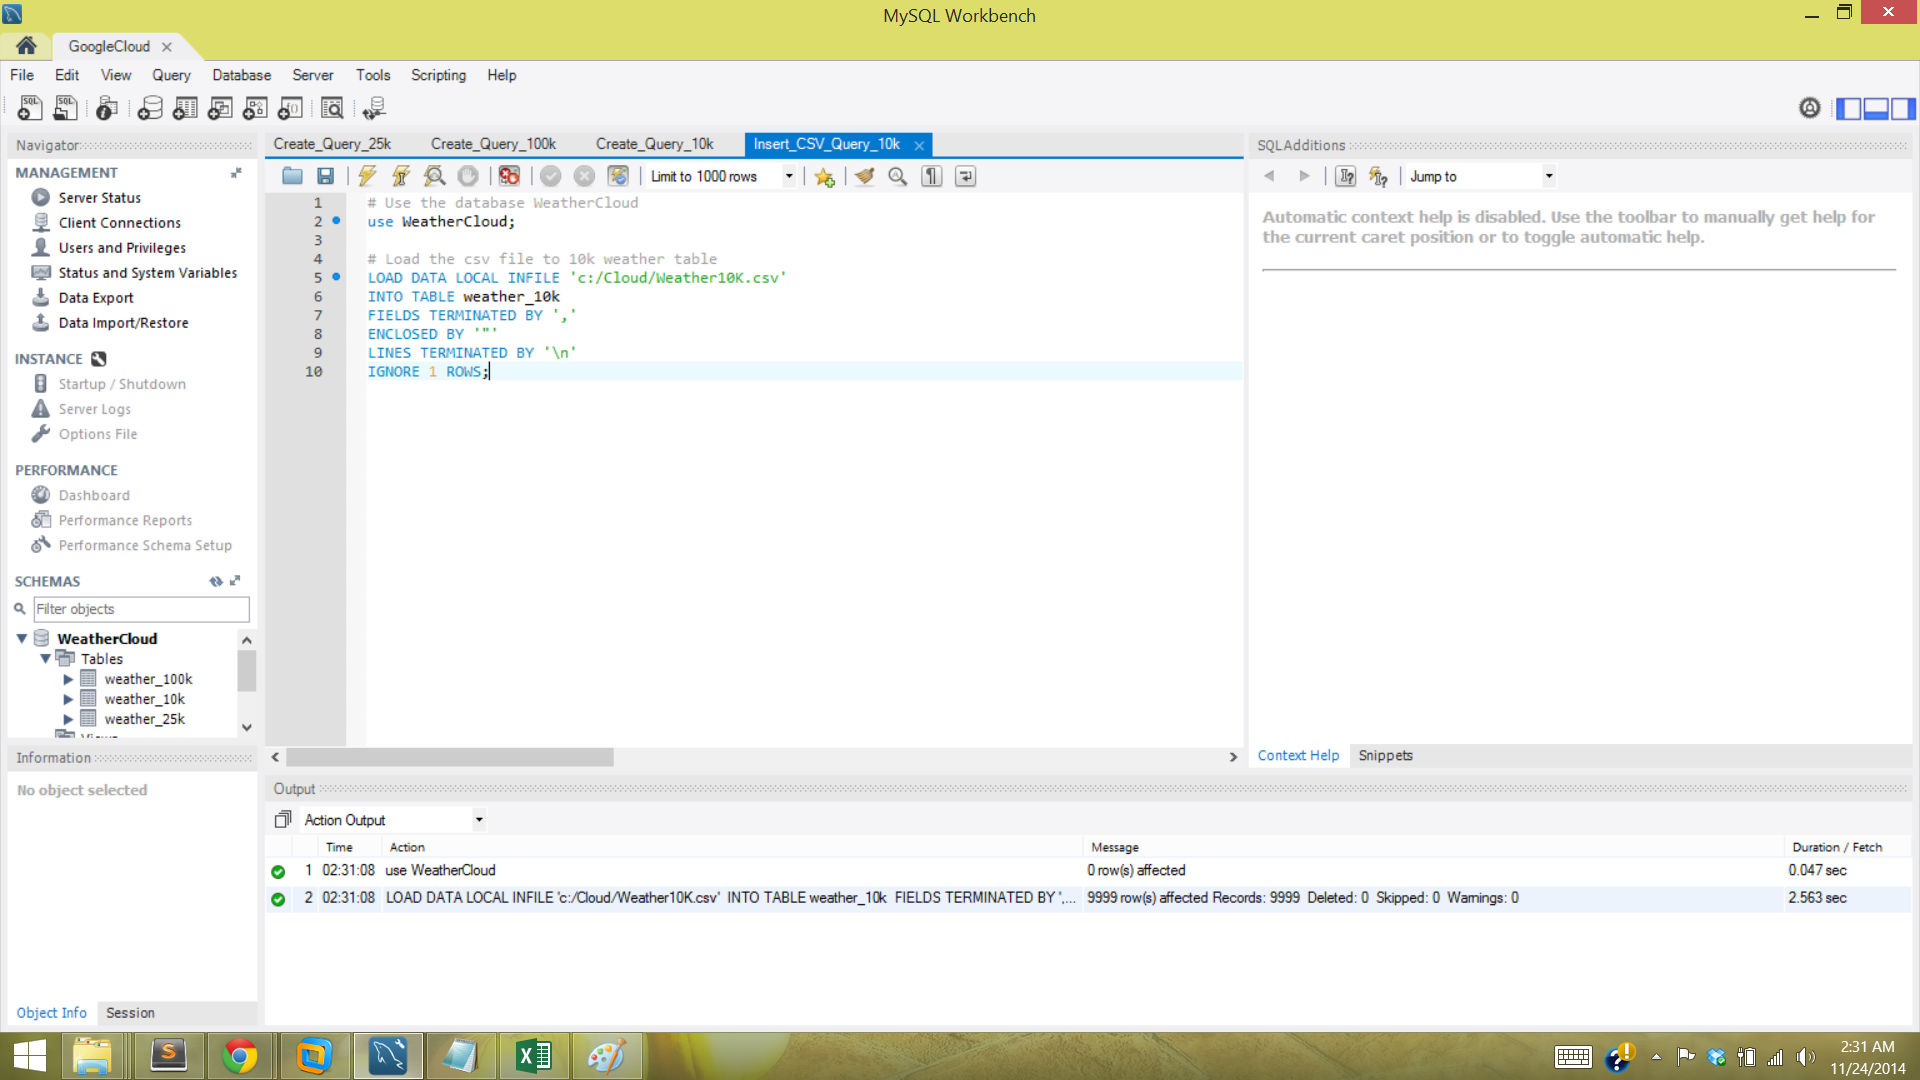 MySQL Workbench
GoogleCloud
File Edit View Query Database Server Tools Scripting Help
Navigator
MANAGEMENT
Server Status
Client Connections
Users and Privileges
Status and System Variables
Data Export
Data Import/Restore
INSTANCE
Startup / Shutdown
Server Logs
Options File
PERFORMANCE
Dashboard
Performance Reports
Performance Schema Setup
SCHEMAS
Filter objects
WeatherCloud
Tables
weather_100k
weather_10k
weather_25k
Views
Information
No object selected
Object Info Session
Create_Query_25k Create_Query_100k Create_Query_10k Insert_CSV_Query_10k
Limit to 1000 rows
1 # Use the database WeatherCloud
2 use WeatherCloud;
3
4 # Load the csv file to 10k weather table
5 LOAD DATA LOCAL INFILE 'c:/Cloud/Weather10K.csv'
6 INTO TABLE weather_10k
7 FIELDS TERMINATED BY ','
8 ENCLOSED BY '"'
9 LINES TERMINATED BY '\n'
10 IGNORE 1 ROWS;
SQLAdditions
Jump to
Automatic context help is disabled. Use the toolbar to manually get help for
the current caret position or to toggle automatic help.
Context Help Snippets
Output
Action Output
Time Action Message Duration / Fetch
1 02:31:08 use WeatherCloud 0 row(s) affected 0.047 sec
2 02:31:08 LOAD DATA LOCAL INFILE 'c:/Cloud/Weather10K.csv' INTO TABLE weather_10k FIELDS TERMINATED BY ',... 9999 row(s) affected Records: 9999 Deleted: 0 Skipped: 0 Warnings: 0 2.563 sec
2:31 AM
11/24/2014